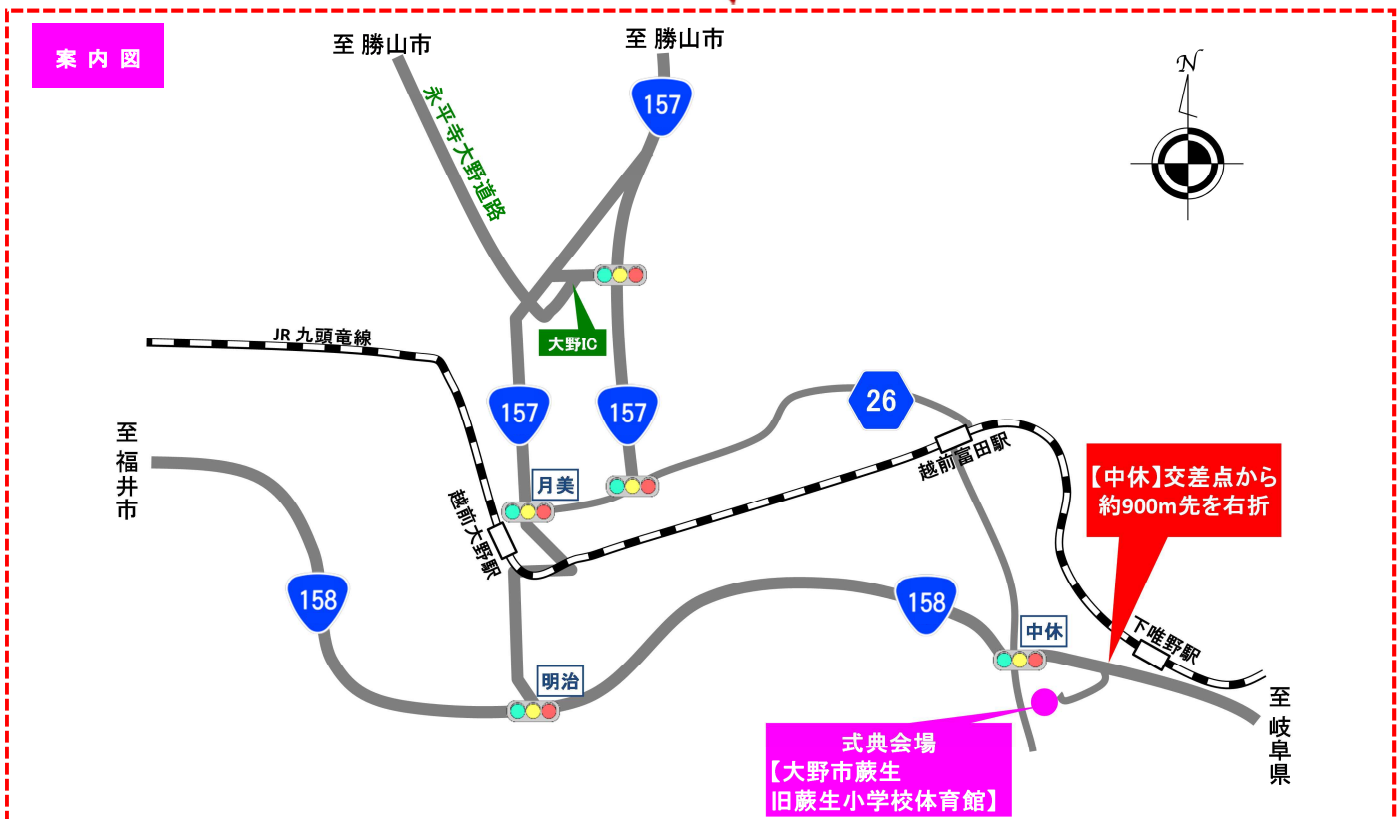 案内図
至 勝山市
至 勝山市
N
157
永平寺大野道路
大野IC
JR 九頭竜線
157
157
26
至福井市
月美
越前大野駅
越前富田駅
【中休】交差点から
約900m先を右折
158
158
中休
下唯野駅
明治
至岐阜県
式典会場
【大野市蕨生
旧蕨生小学校体育館】